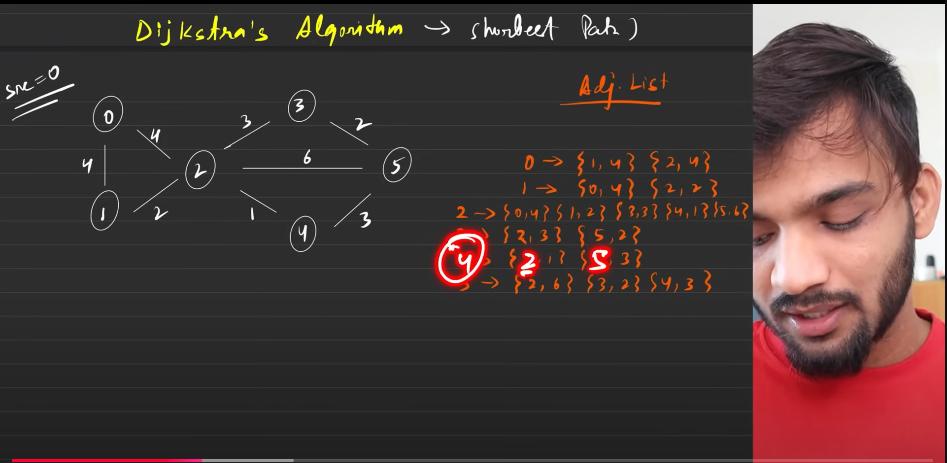 Dijkstra's Algorithm → shortest Path)
src = 0
Adj. List
0
3
4
3
2
4
2
6
5
1
2
1
4
3
0 → {1, 4} {2, 4}
1 → {0, 4} {2, 2}
2 → {0,4} {1, 2} {3,3} {4, 1} {5,6}
→ {2, 3} {5, 2}
4 {2, 1} {5, 3}
→ {2, 6} {3, 2} {4, 3}